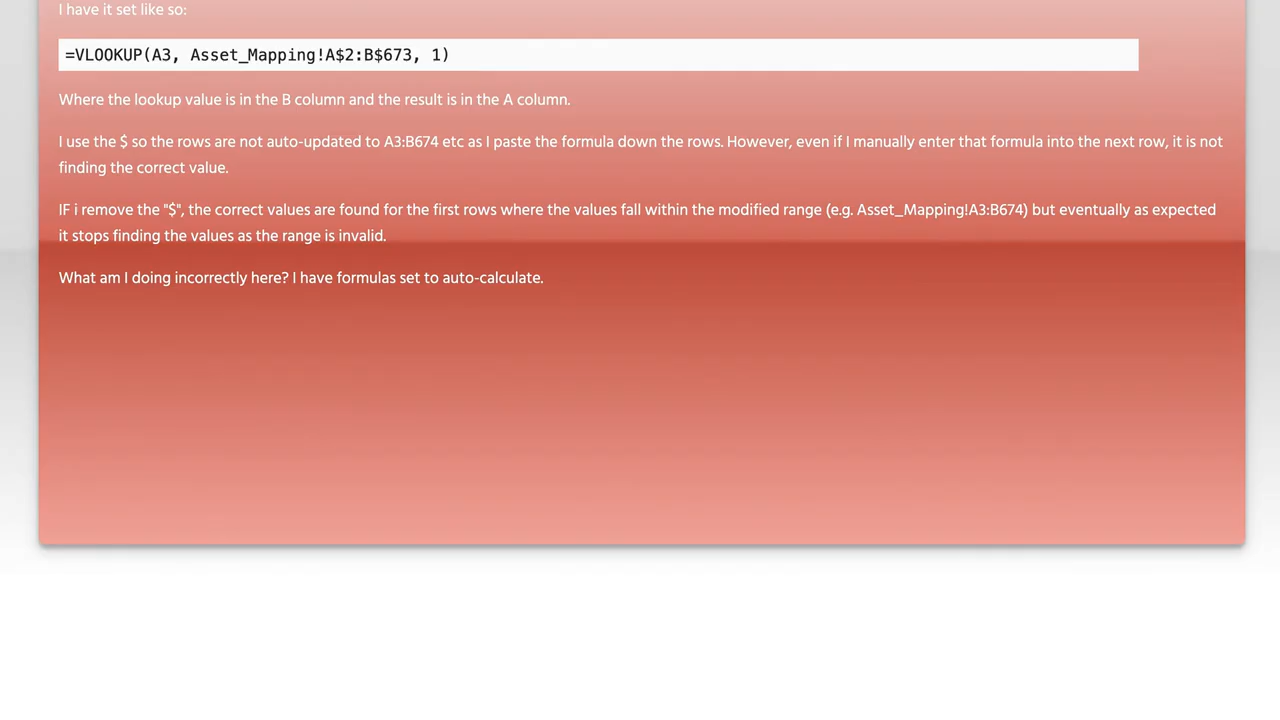 I have it set like so:
=VLOOKUP(A3, Asset_Mapping!A$2:B$673, 1)
Where the lookup value is in the B column and the result is in the A column.
I use the $ so the rows are not auto-updated to A3:B674 etc as I paste the formula down the rows. However, even if I manually enter that formula into the next row, it is not
finding the correct value.
IF i remove the "$", the correct values are found for the first rows where the values fall within the modified range (e.g. Asset_Mapping!A3:B674) but eventually as expected
it stops finding the values as the range is invalid.
What am I doing incorrectly here? I have formulas set to auto-calculate.